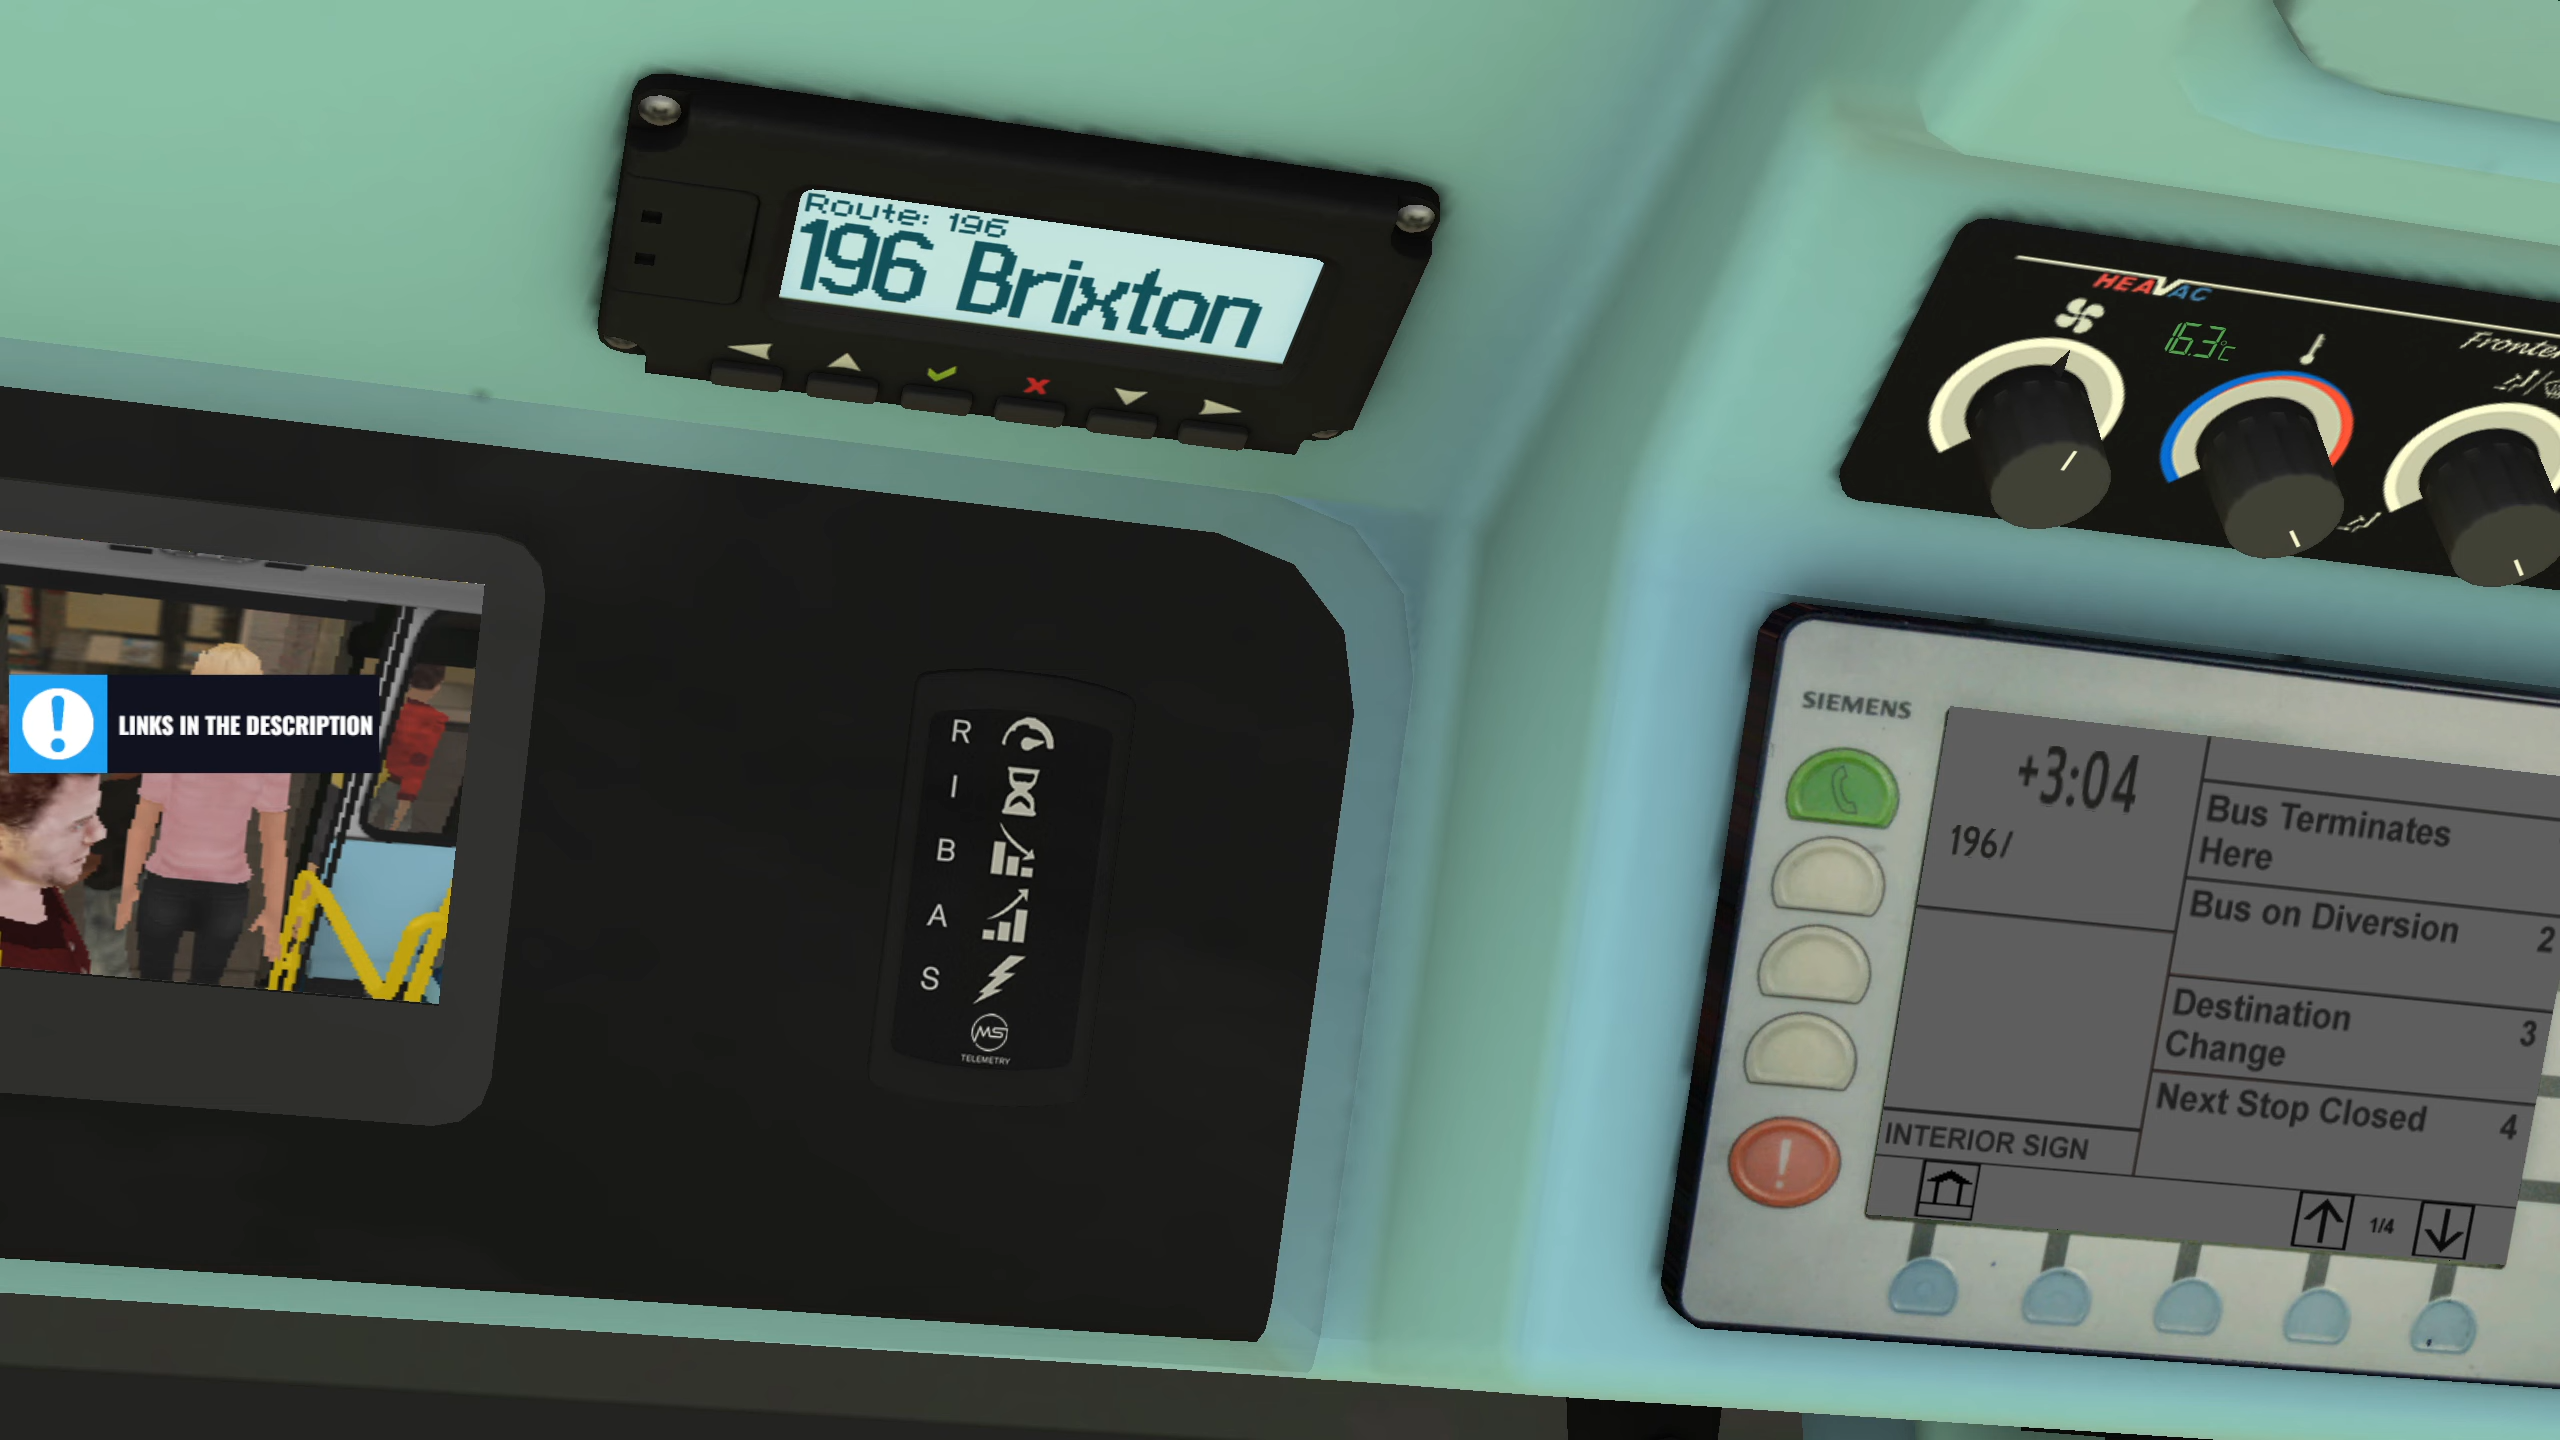 Route: 196
196 Brixton
HEAVAC
16.3°C
LINKS IN THE DESCRIPTION
R
I
B
A
S
MS
TELEMETRY
SIEMENS
+3:04
196/
Bus Terminates
Here
Bus on Diversion 2
Destination
Change 3
Next Stop Closed 4
INTERIOR SIGN
1/4